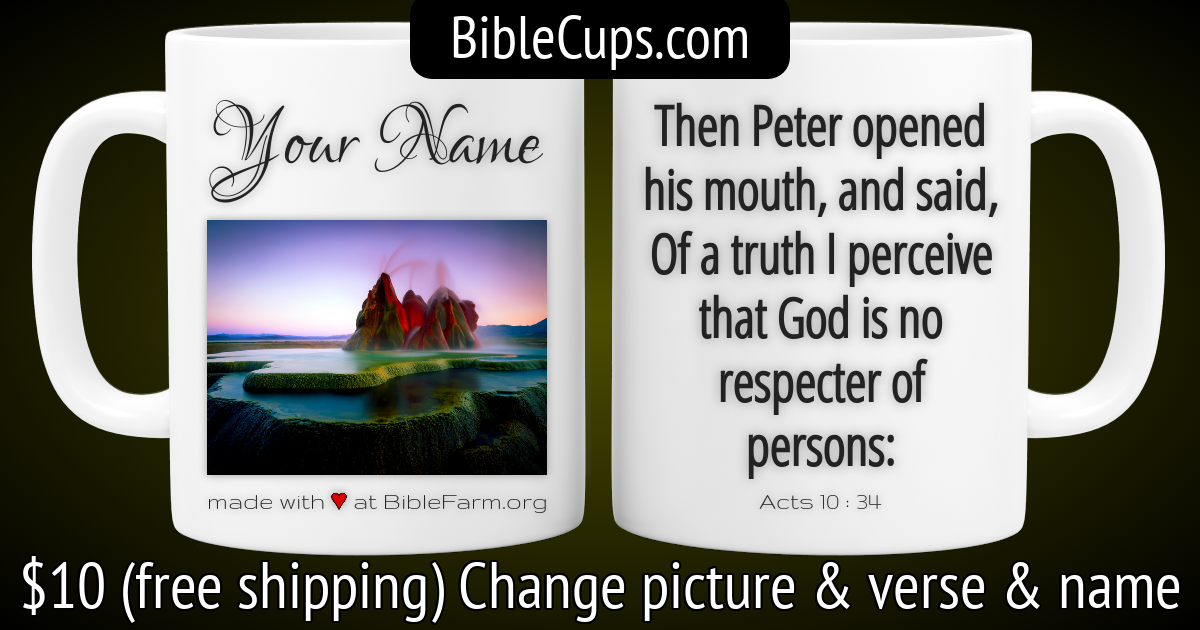 BibleCups.com
Your Name
made with ♥ at BibleFarm.org
Then Peter opened
his mouth, and said,
Of a truth I perceive
that God is no
respecter of
persons:
Acts 10 : 34
$10 (free shipping) Change picture & verse & name